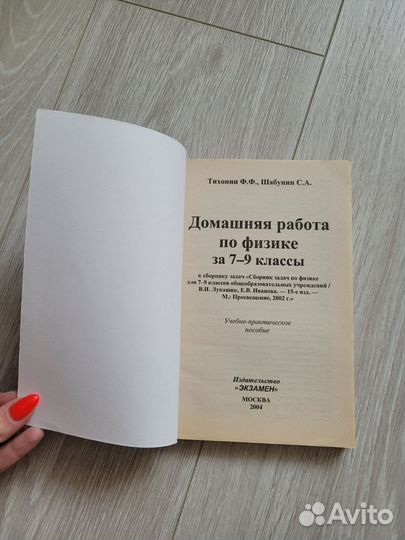 Тихонин Ф.Ф., Шабунин С.А.
Домашняя работа
по физике
за 7–9 классы
к сборнику задач «Сборник задач по физике
для 7–9 классов общеобразовательных учреждений /
В.И. Лукашик, Е.В. Иванова. — 15-е изд. —
М.: Просвещение, 2002 г.»
Учебно-практическое
пособие
Издательство
«ЭКЗАМЕН»
МОСКВА
2004
Avito